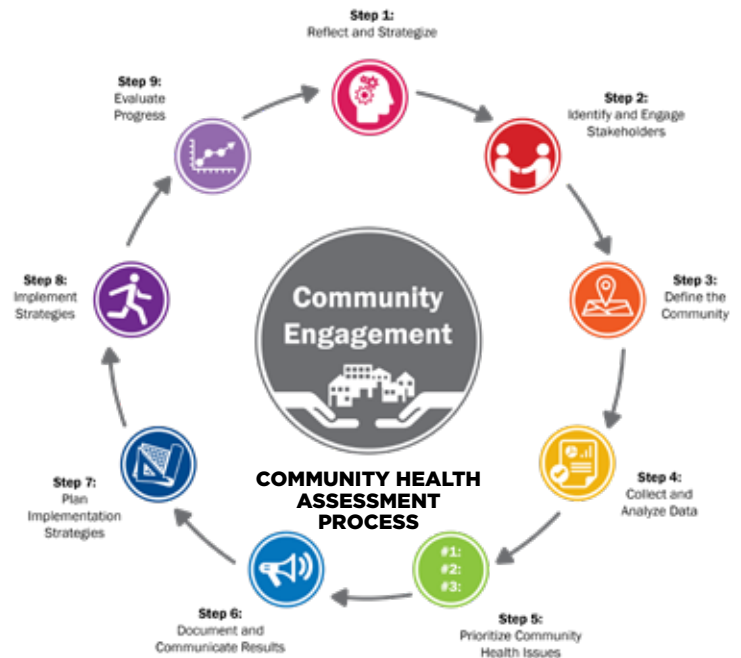 Step 1:
Reflect and Strategize
Step 2:
Identify and Engage
Stakeholders
Step 3:
Define the
Community
Step 4:
Collect and
Analyze Data
Step 5:
Prioritize Community
Health Issues
#1:
#2:
#3:
Step 6:
Document and
Communicate Results
Step 7:
Plan
Implementation
Strategies
Step 8:
Implement
Strategies
Step 9:
Evaluate
Progress
Community
Engagement
COMMUNITY HEALTH
ASSESSMENT
PROCESS